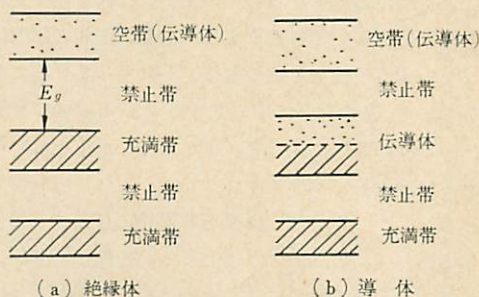 空帯(伝導体)
E_g
禁止帯
充満帯
禁止帯
充満帯
(a) 絶縁体
空帯(伝導体)
禁止帯
伝導体
禁止帯
充満帯
(b) 導 体